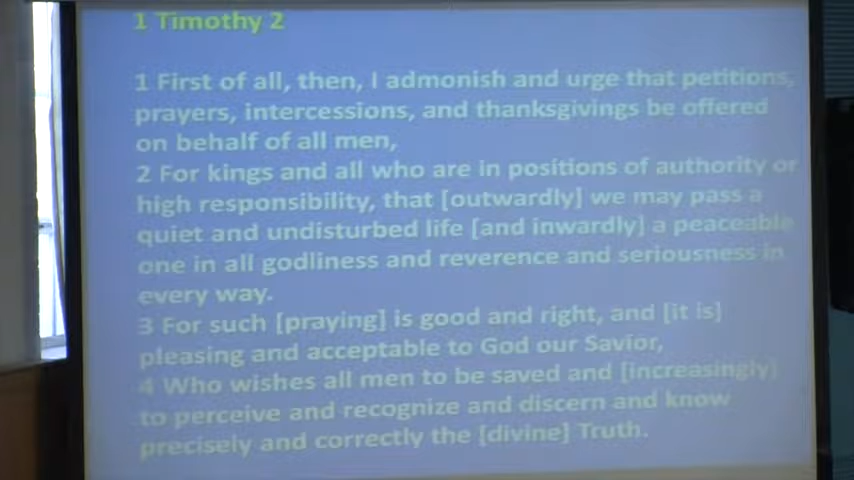 1 Timothy 2
1 First of all, then, I admonish and urge that petitions,
prayers, intercessions, and thanksgivings be offered
on behalf of all men,
2 For kings and all who are in positions of authority or
high responsibility, that [outwardly] we may pass a
quiet and undisturbed life [and inwardly] a peaceable
one in all godliness and reverence and seriousness in
every way.
3 For such [praying] is good and right, and [it is]
pleasing and acceptable to God our Savior,
4 Who wishes all men to be saved and [increasingly]
to perceive and recognize and discern and know
precisely and correctly the [divine] Truth.